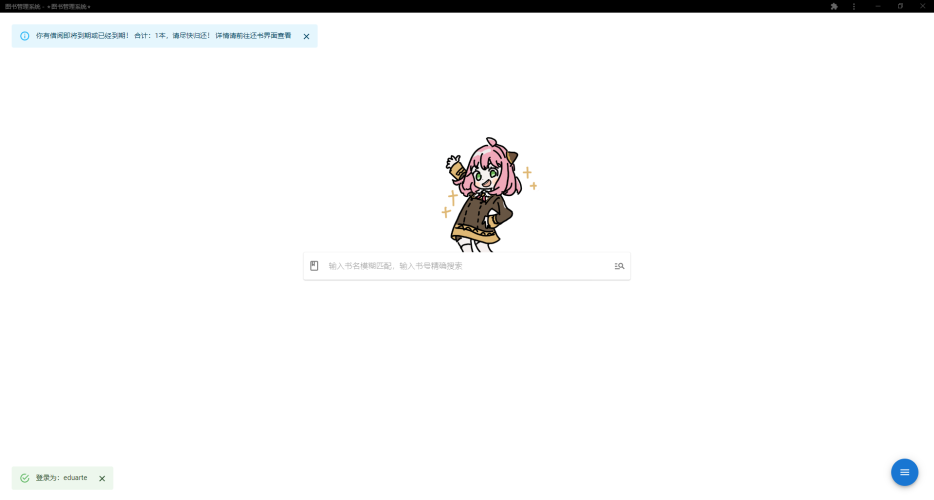 图书管理系统 - •图书管理系统•
你有借阅即将到期或已经到期！ 合计：1本，请尽快归还！ 详情请前往还书界面查看
输入书名模糊匹配，输入书号精确搜索
登录为：eduarte